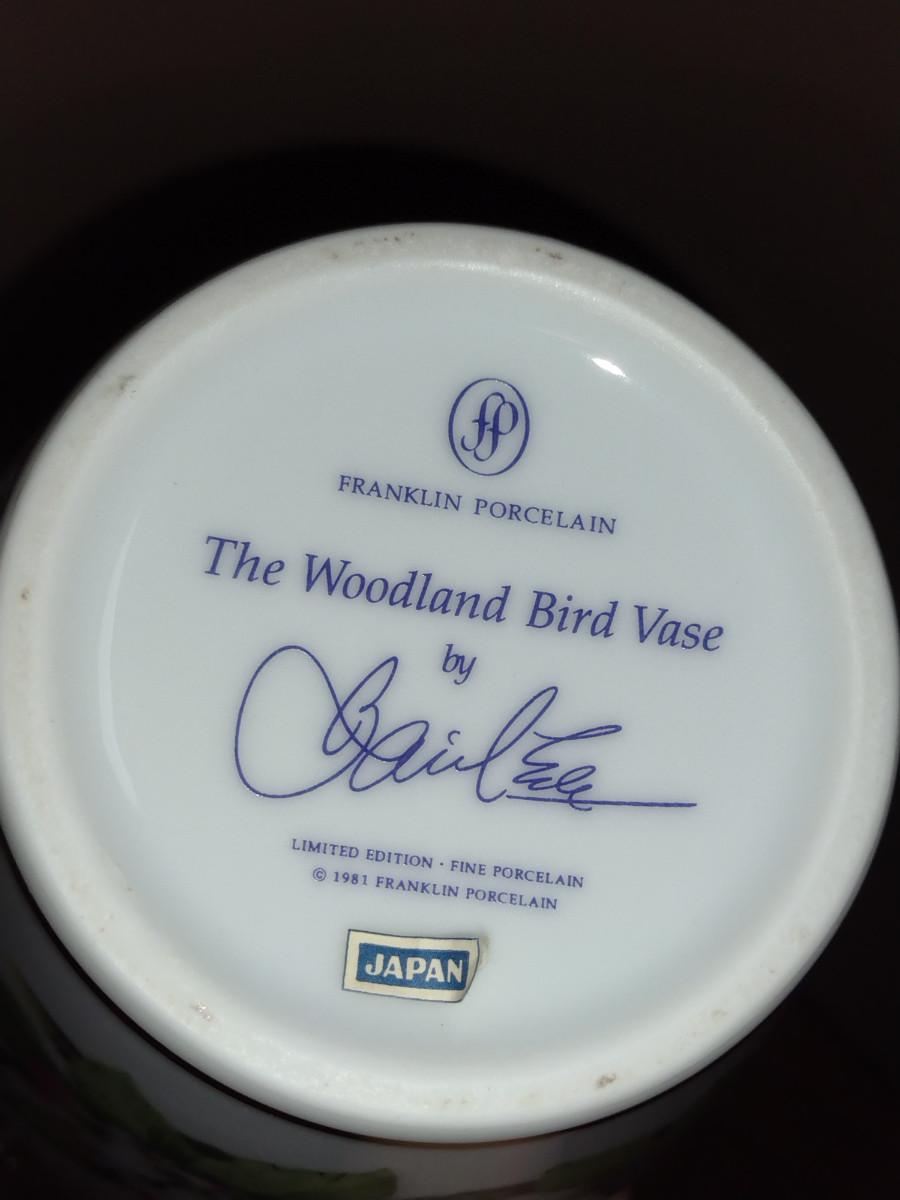 fp
FRANKLIN PORCELAIN
The Woodland Bird Vase
by
LIMITED EDITION · FINE PORCELAIN
© 1981 FRANKLIN PORCELAIN
JAPAN